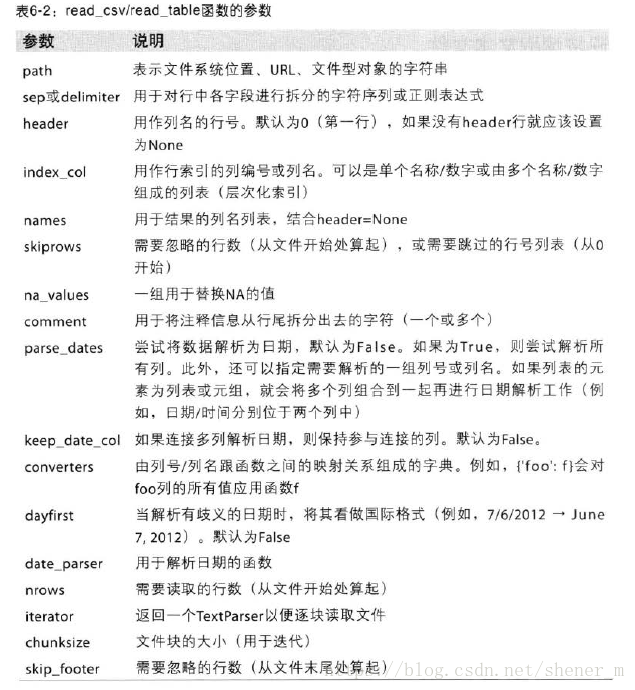 表6-2：read_csv/read_table函数的参数
参数 说明
path 表示文件系统位置、URL、文件型对象的字符串
sep或delimiter 用于对行中各字段进行拆分的字符序列或正则表达式
header 用作列名的行号。默认为0（第一行），如果没有header行就应该设置
为None
index_col 用作行索引的列编号或列名。可以是单个名称/数字或由多个名称/数字
组成的列表（层次化索引）
names 用于结果的列名列表，结合header=None
skiprows 需要忽略的行数（从文件开始处算起），或需要跳过的行号列表（从0
开始）
na_values 一组用于替换NA的值
comment 用于将注释信息从行尾拆分出去的字符（一个或多个）
parse_dates 尝试将数据解析为日期，默认为False。如果为True，则尝试解析所
有列。此外，还可以指定需要解析的一组列号或列名。如果列表的元
素为列表或元组，就会将多个列组合到一起再进行日期解析工作（例
如，日期/时间分别位于两个列中）
keep_date_col 如果连接多列解析日期，则保持参与连接的列。默认为False。
converters 由列号/列名跟函数之间的映射关系组成的字典。例如，{'foo': f}会对
foo列的所有值应用函数f
dayfirst 当解析有歧义的日期时，将其看做国际格式（例如，7/6/2012 → June
7, 2012）。默认为False
date_parser 用于解析日期的函数
nrows 需要读取的行数（从文件开始处算起）
iterator 返回一个TextParser以便逐块读取文件
chunksize 文件块的大小（用于迭代）
skip_footer 需要忽略的行数（从文件末尾处算起）
https://blog.csdn.net/shener_m